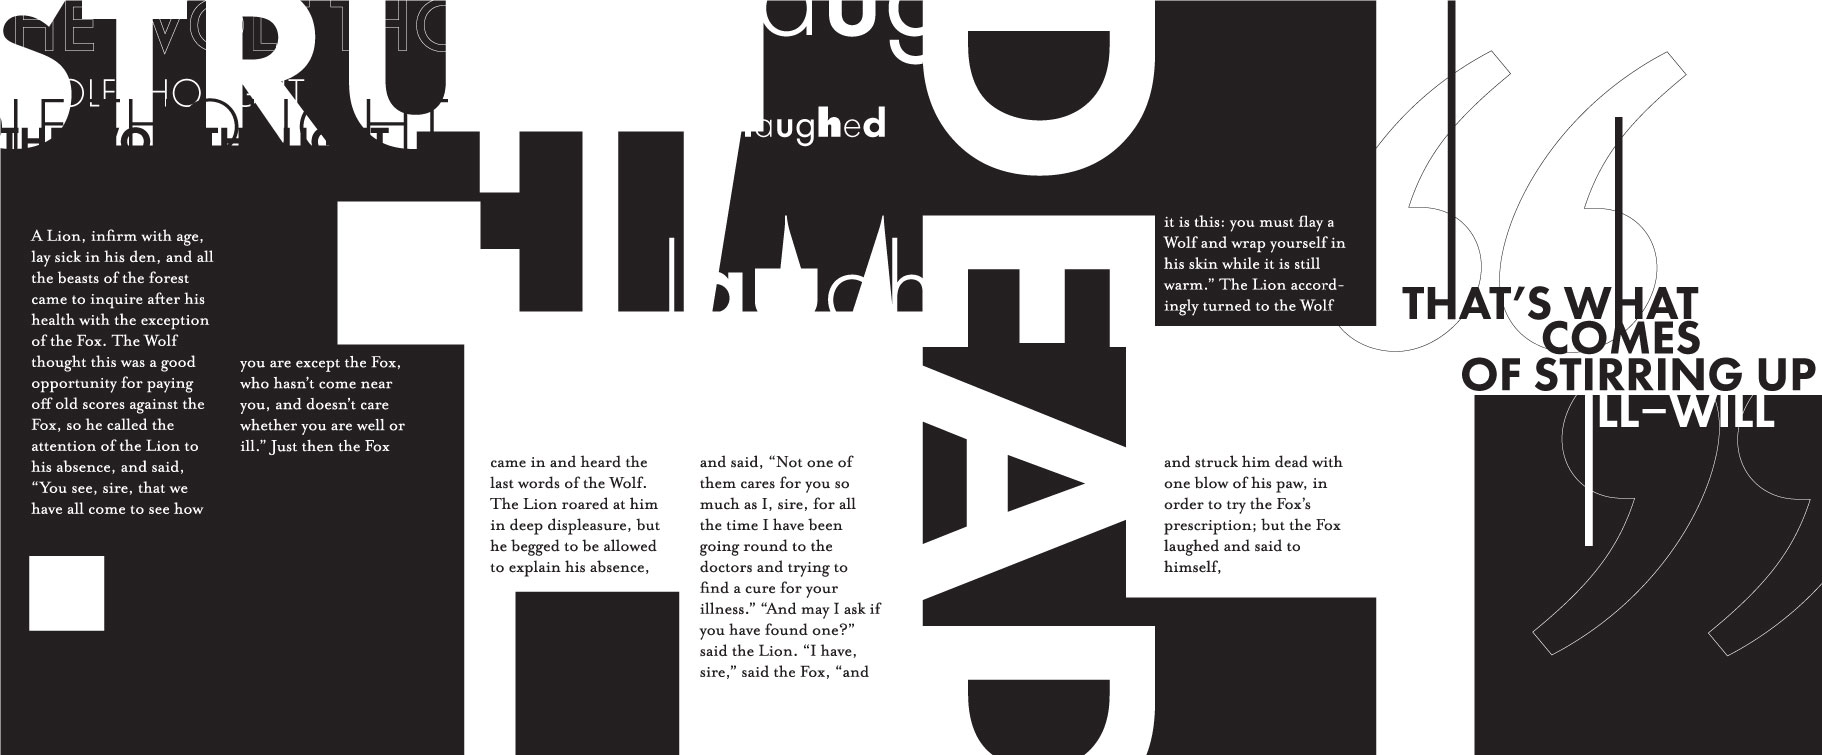 THE WOLF THO
STRU
WOLF THOUGHT
THE WOLF THOUGHT
A Lion, infirm with age,
lay sick in his den, and all
the beasts of the forest
came to inquire after his
health with the exception
of the Fox. The Wolf
thought this was a good
opportunity for paying
off old scores against the
Fox, so he called the
attention of the Lion to
his absence, and said,
“You see, sire, that we
have all come to see how
you are except the Fox,
who hasn’t come near
you, and doesn’t care
whether you are well or
ill.” Just then the Fox
HIM
came in and heard the
last words of the Wolf.
The Lion roared at him
in deep displeasure, but
he begged to be allowed
to explain his absence,
laug
laughed
laugh
and said, “Not one of
them cares for you so
much as I, sire, for all
the time I have been
going round to the
doctors and trying to
find a cure for your
illness.” “And may I ask if
you have found one?”
said the Lion. “I have,
sire,” said the Fox, “and
DEAD
it is this: you must flay a
Wolf and wrap yourself in
his skin while it is still
warm.” The Lion accord-
ingly turned to the Wolf
and struck him dead with
one blow of his paw, in
order to try the Fox’s
prescription; but the Fox
laughed and said to
himself,
“
THAT’S WHAT
COMES
OF STIRRING UP
ILL–WILL
”